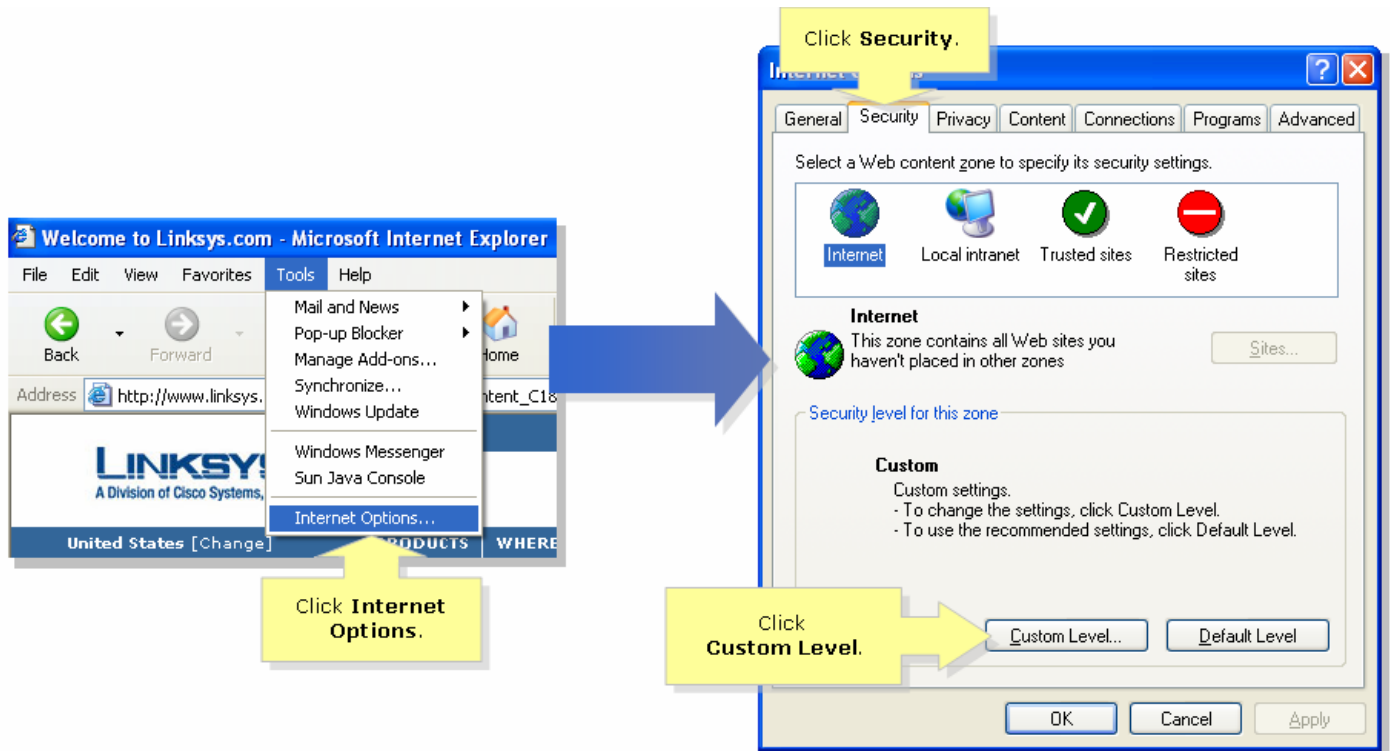 Welcome to Linksys.com - Microsoft Internet Explorer
File Edit View Favorites Tools Help
Back Forward
Mail and News
Pop-up Blocker
Manage Add-ons...
Synchronize...
Windows Update
Windows Messenger
Sun Java Console
Internet Options...
Address http://www.linksys.
A Division of Cisco Systems,
United States [Change]
Click Internet
Options.
Click Security.
General Security Privacy Content Connections Programs Advanced
Select a Web content zone to specify its security settings.
Internet Local intranet Trusted sites Restricted
sites
Internet
This zone contains all Web sites you
haven't placed in other zones
Sites...
Security level for this zone
Custom
Custom settings.
- To change the settings, click Custom Level.
- To use the recommended settings, click Default Level.
Click
Custom Level.
Custom Level... Default Level
OK Cancel Apply